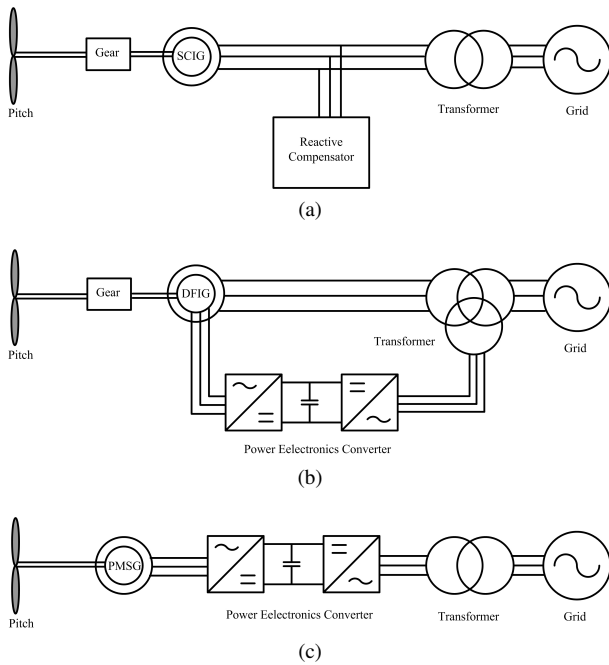 Gear
SCIG
Pitch
Transformer
Grid
Reactive
Compensator
(a)
Gear
DFIG
Transformer
Pitch
Grid
Power Eelectronics Converter
(b)
PMSG
Pitch
Power Eelectronics Converter
Transformer
Grid
(c)